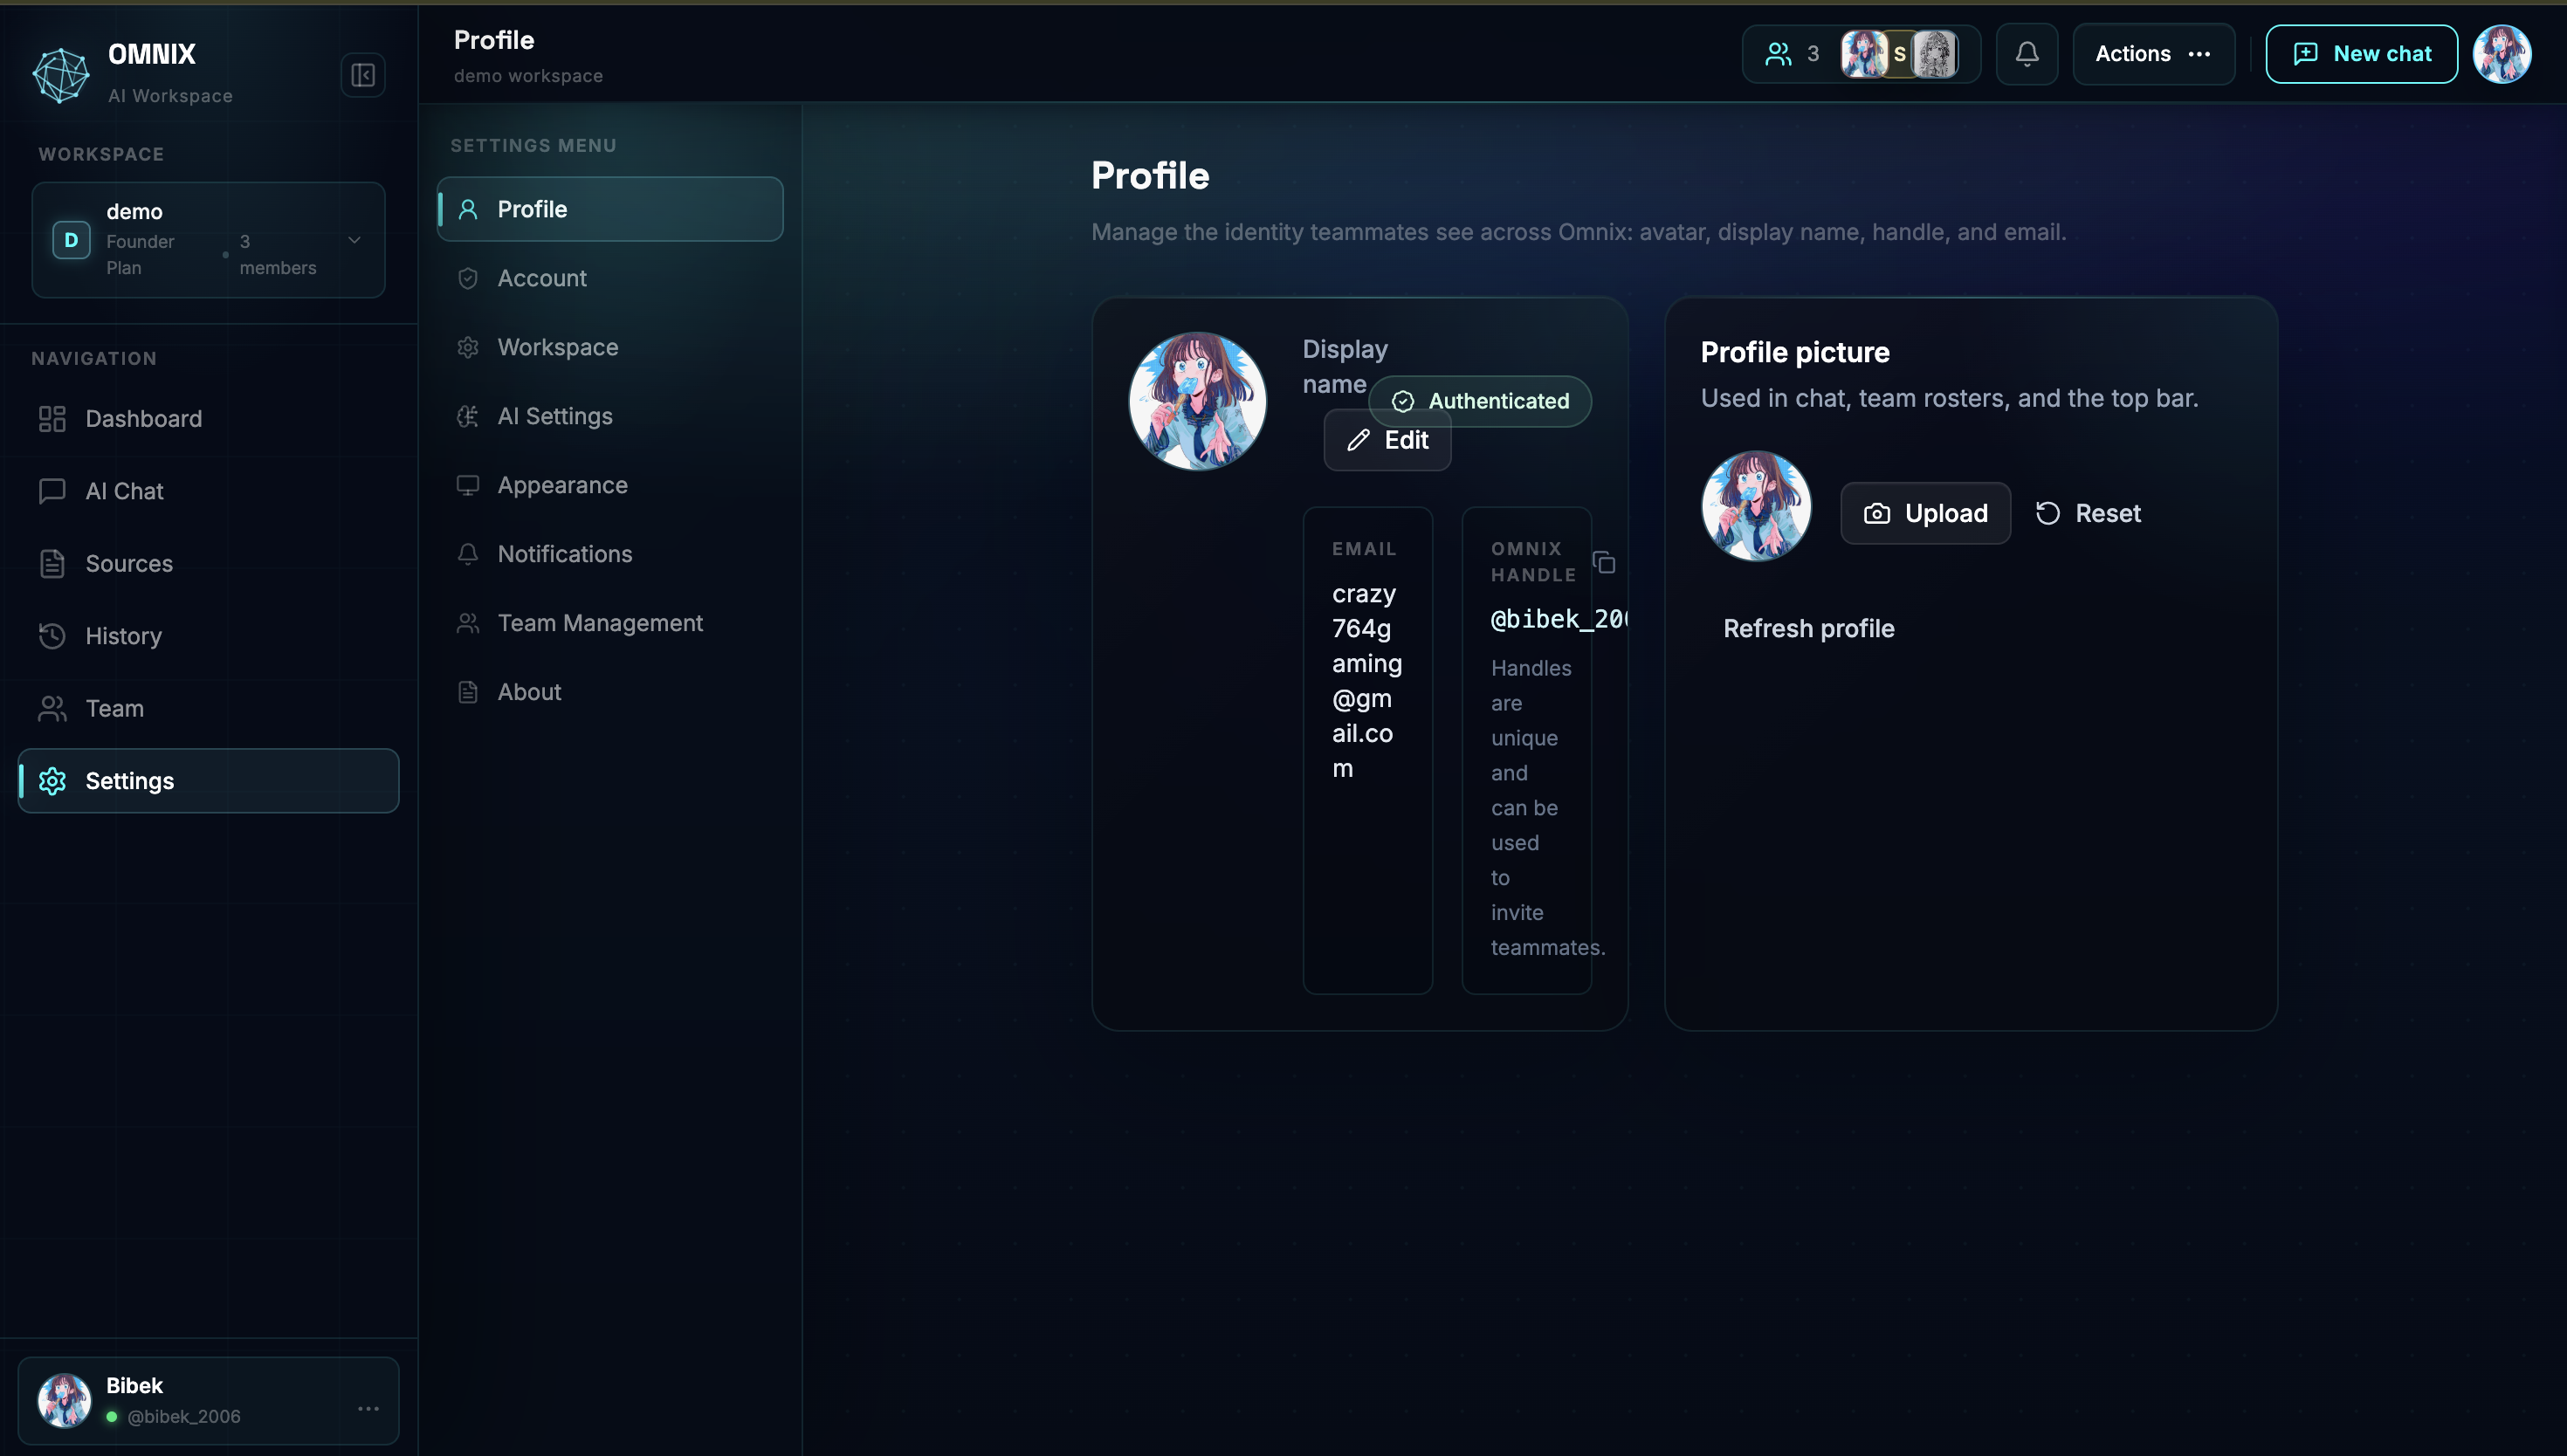 OMNIX
AI Workspace
WORKSPACE
D
demo
Founder
Plan
3
members
NAVIGATION
Dashboard
AI Chat
Sources
History
Team
Settings
Bibek
@bibek_2006
Profile
demo workspace
3
S
Actions
New chat
SETTINGS MENU
Profile
Account
Workspace
AI Settings
Appearance
Notifications
Team Management
About
Profile
Manage the identity teammates see across Omnix: avatar, display name, handle, and email.
Display
name
Authenticated
Edit
EMAIL
crazy
764g
aming
@gm
ail.co
m
OMNIX
HANDLE
@bibek_200
Handles
are
unique
and
can be
used
to
invite
teammates.
Profile picture
Used in chat, team rosters, and the top bar.
Upload
Reset
Refresh profile